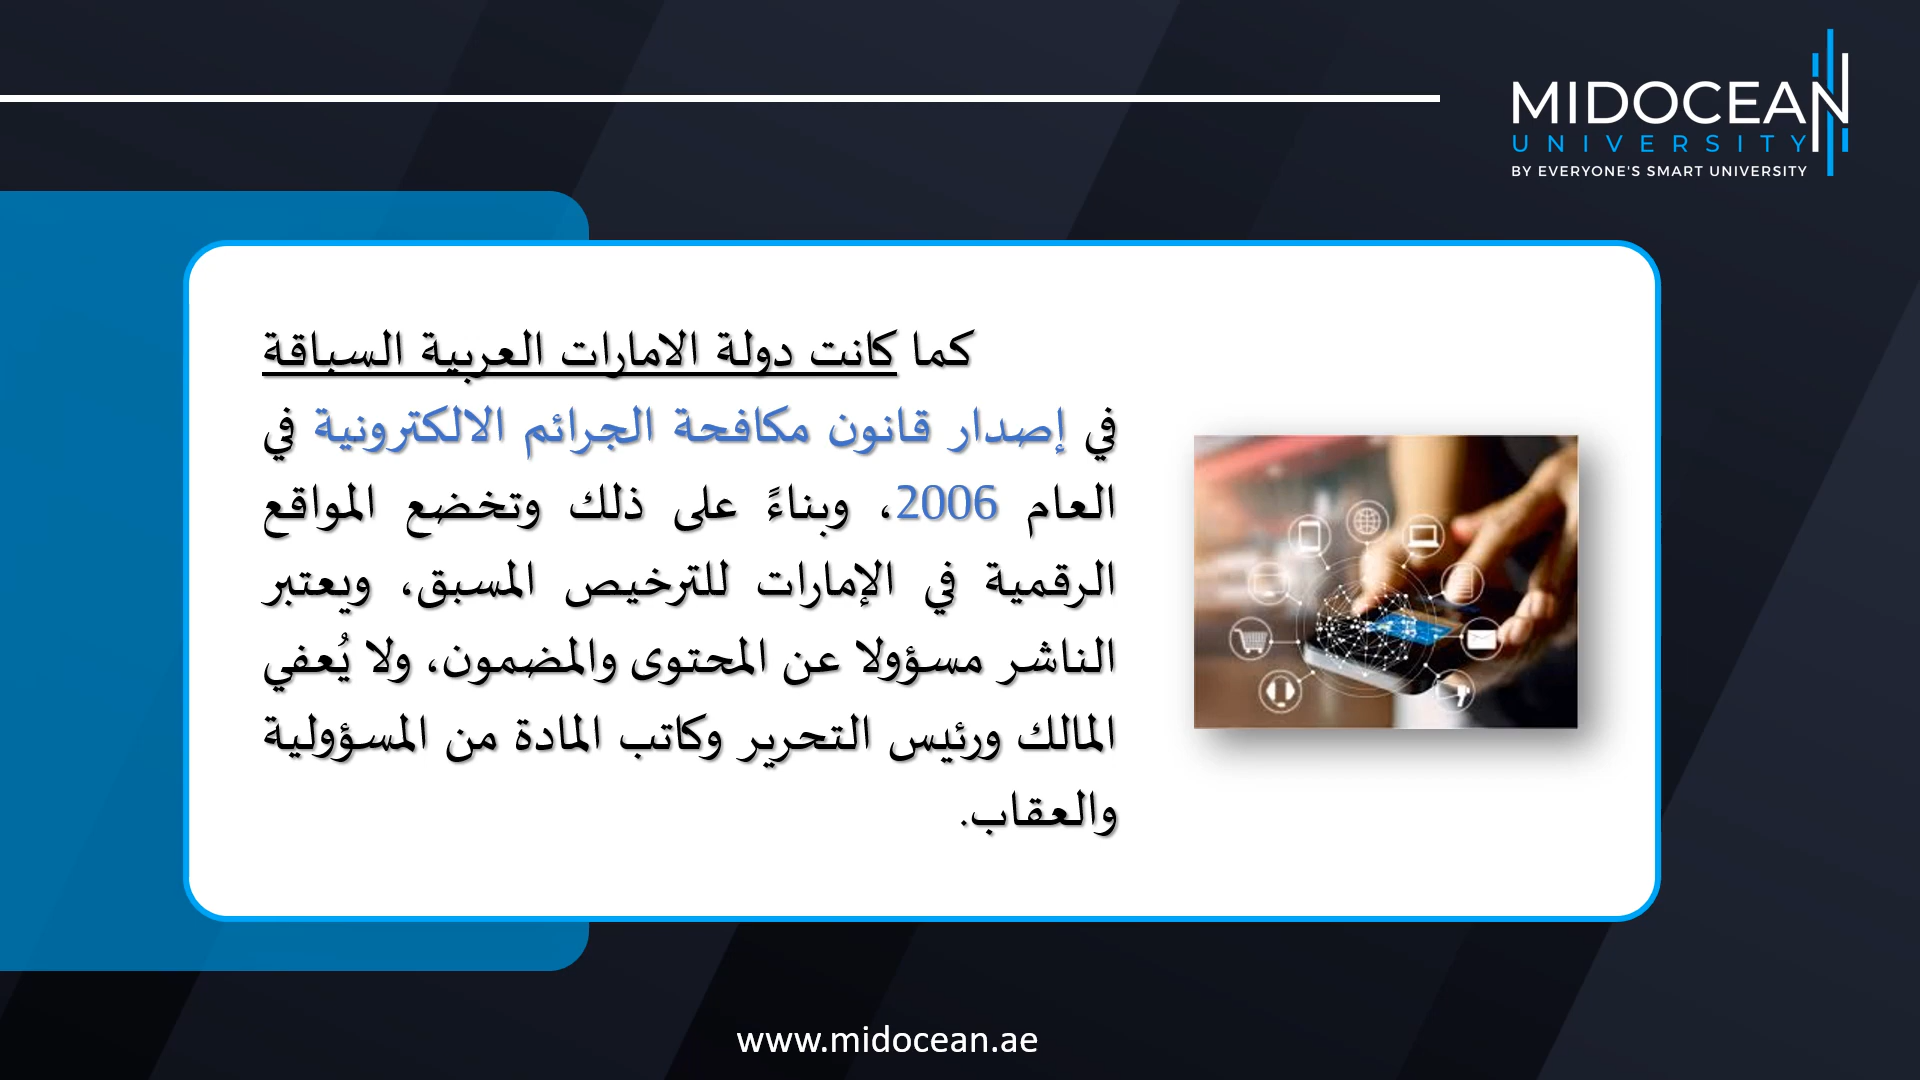 MIDOCEAN
UNIVERSITY
BY EVERYONE'S SMART UNIVERSITY
كما كانت دولة الامارات العربية السباقة
في إصدار قانون مكافحة الجرائم الالكترونية في
العام 2006، وبناءً على ذلك وتخضع المواقع
الرقمية في الإمارات للترخيص المسبق، ويعتبر
الناشر مسؤولا عن المحتوى والمضمون، ولا يُعفي
المالك ورئيس التحرير وكاتب المادة من المسؤولية
والعقاب.
www.midocean.ae